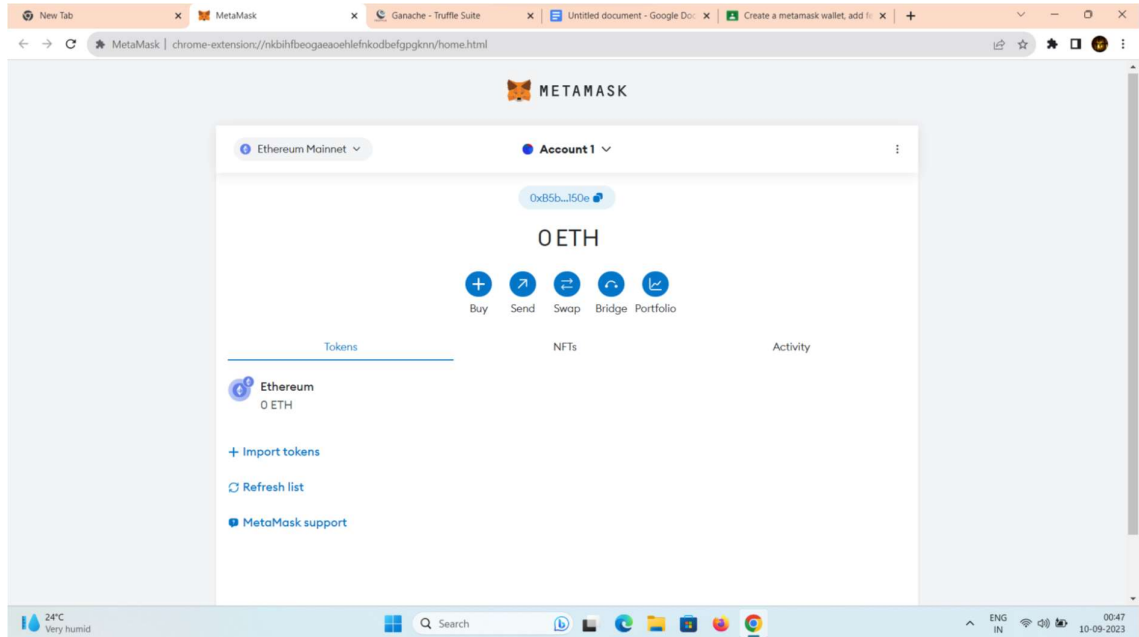 New Tab
MetaMask
Ganache - Truffle Suite
Untitled document - Google Doc
Create a metamask wallet, add f
MetaMask | chrome-extension://nkbihfbeogaeaoehlefnkodbefgpgknn/home.html
METAMASK
Ethereum Mainnet
Account 1
0xB5b...150e
0 ETH
Buy Send Swap Bridge Portfolio
Tokens NFTs Activity
Ethereum
0 ETH
+ Import tokens
Refresh list
MetaMask support
24°C
Very humid
Search
ENG
IN
00:47
10-09-2023